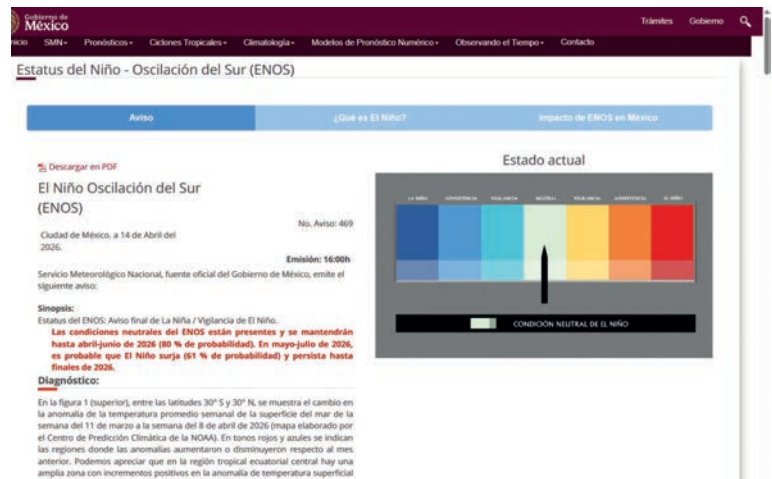 Gobierno de
México
Trámites Gobierno
nicio SMN Pronósticos Ciclones Tropicales Climatología Modelos de Pronóstico Numérico Observando el Tiempo Contacto
Estatus del Niño - Oscilación del Sur (ENOS)
Aviso ¿Qué es El Niño? Impacto de ENOS en México
Descargar en PDF
El Niño Oscilación del Sur
(ENOS)
No. Aviso: 469
Ciudad de México, a 14 de Abril del
2026.
Emisión: 16:00h
Servicio Meteorológico Nacional, fuente oficial del Gobierno de México, emite el
siguiente aviso:
Sinopsis:
Estatus del ENOS: Aviso final de La Niña / Vigilancia de El Niño.
Las condiciones neutrales del ENOS están presentes y se mantendrán
hasta abril-junio de 2026 (80 % de probabilidad). En mayo-julio de 2026,
es probable que El Niño surja (61 % de probabilidad) y persista hasta
finales de 2026.
Diagnóstico:
En la figura 1 (superior), entre las latitudes 30° S y 30° N, se muestra el cambio en
la anomalía de la temperatura promedio semanal de la superficie del mar de la
semana del 11 de marzo a la semana del 8 de abril de 2026 (mapa elaborado por
el Centro de Predicción Climática de la NOAA). En tonos rojos y azules se indican
las regiones donde las anomalías aumentaron o disminuyeron respecto al mes
anterior. Podemos apreciar que en la región tropical ecuatorial central hay una
amplia zona con incrementos positivos en la anomalía de temperatura superficial
Estado actual
LA NIÑA ADVERTENCIA VIGILANCIA NEUTRAL VIGILANCIA ADVERTENCIA EL NIÑO
CONDICIÓN NEUTRAL DE EL NIÑO